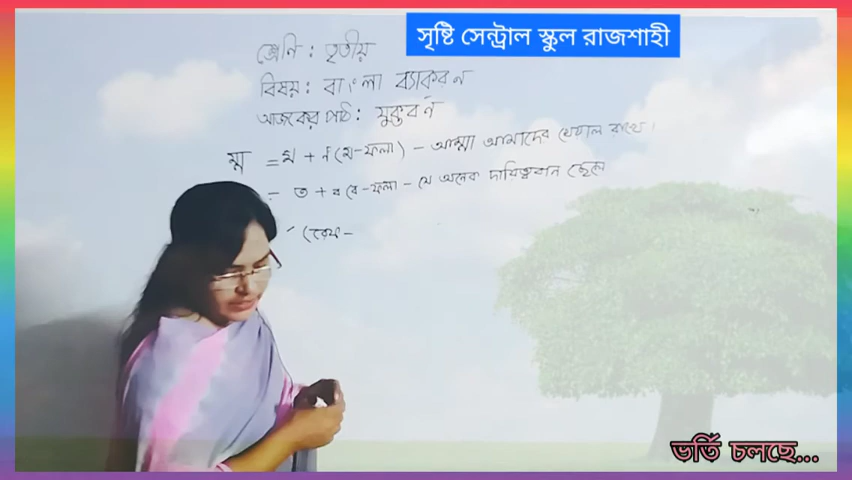 সৃষ্টি সেন্ট্রাল স্কুল রাজশাহী
শ্রেনি : তৃতীয়
বিষয় : বাংলা ব্যাকরণ
আজকের পাঠ : যুক্তবর্ণ
ম্ম = ম + (ম-ফলা) - আম্মা আমাদের খেয়াল রাখে।
= ত + ব (ব-ফলা - সে অনেক দায়িত্ববান ছেলে
(রেফ -
ভর্তি চলছে...